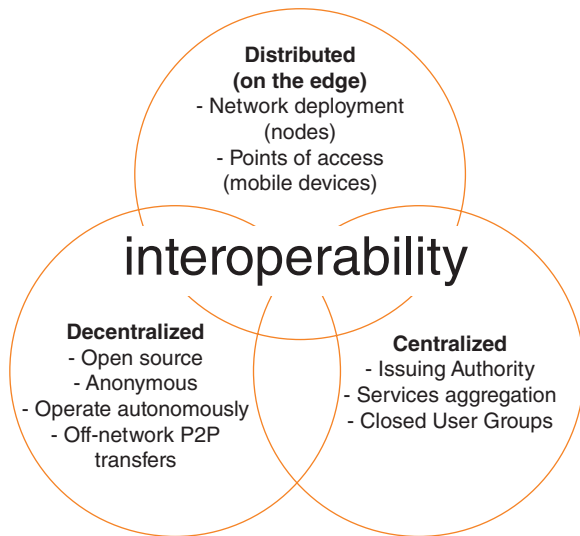 Distributed
(on the edge)
- Network deployment
(nodes)
- Points of access
(mobile devices)
interoperability
Decentralized
- Open source
- Anonymous
- Operate autonomously
- Off-network P2P
transfers
Centralized
- Issuing Authority
- Services aggregation
- Closed User Groups